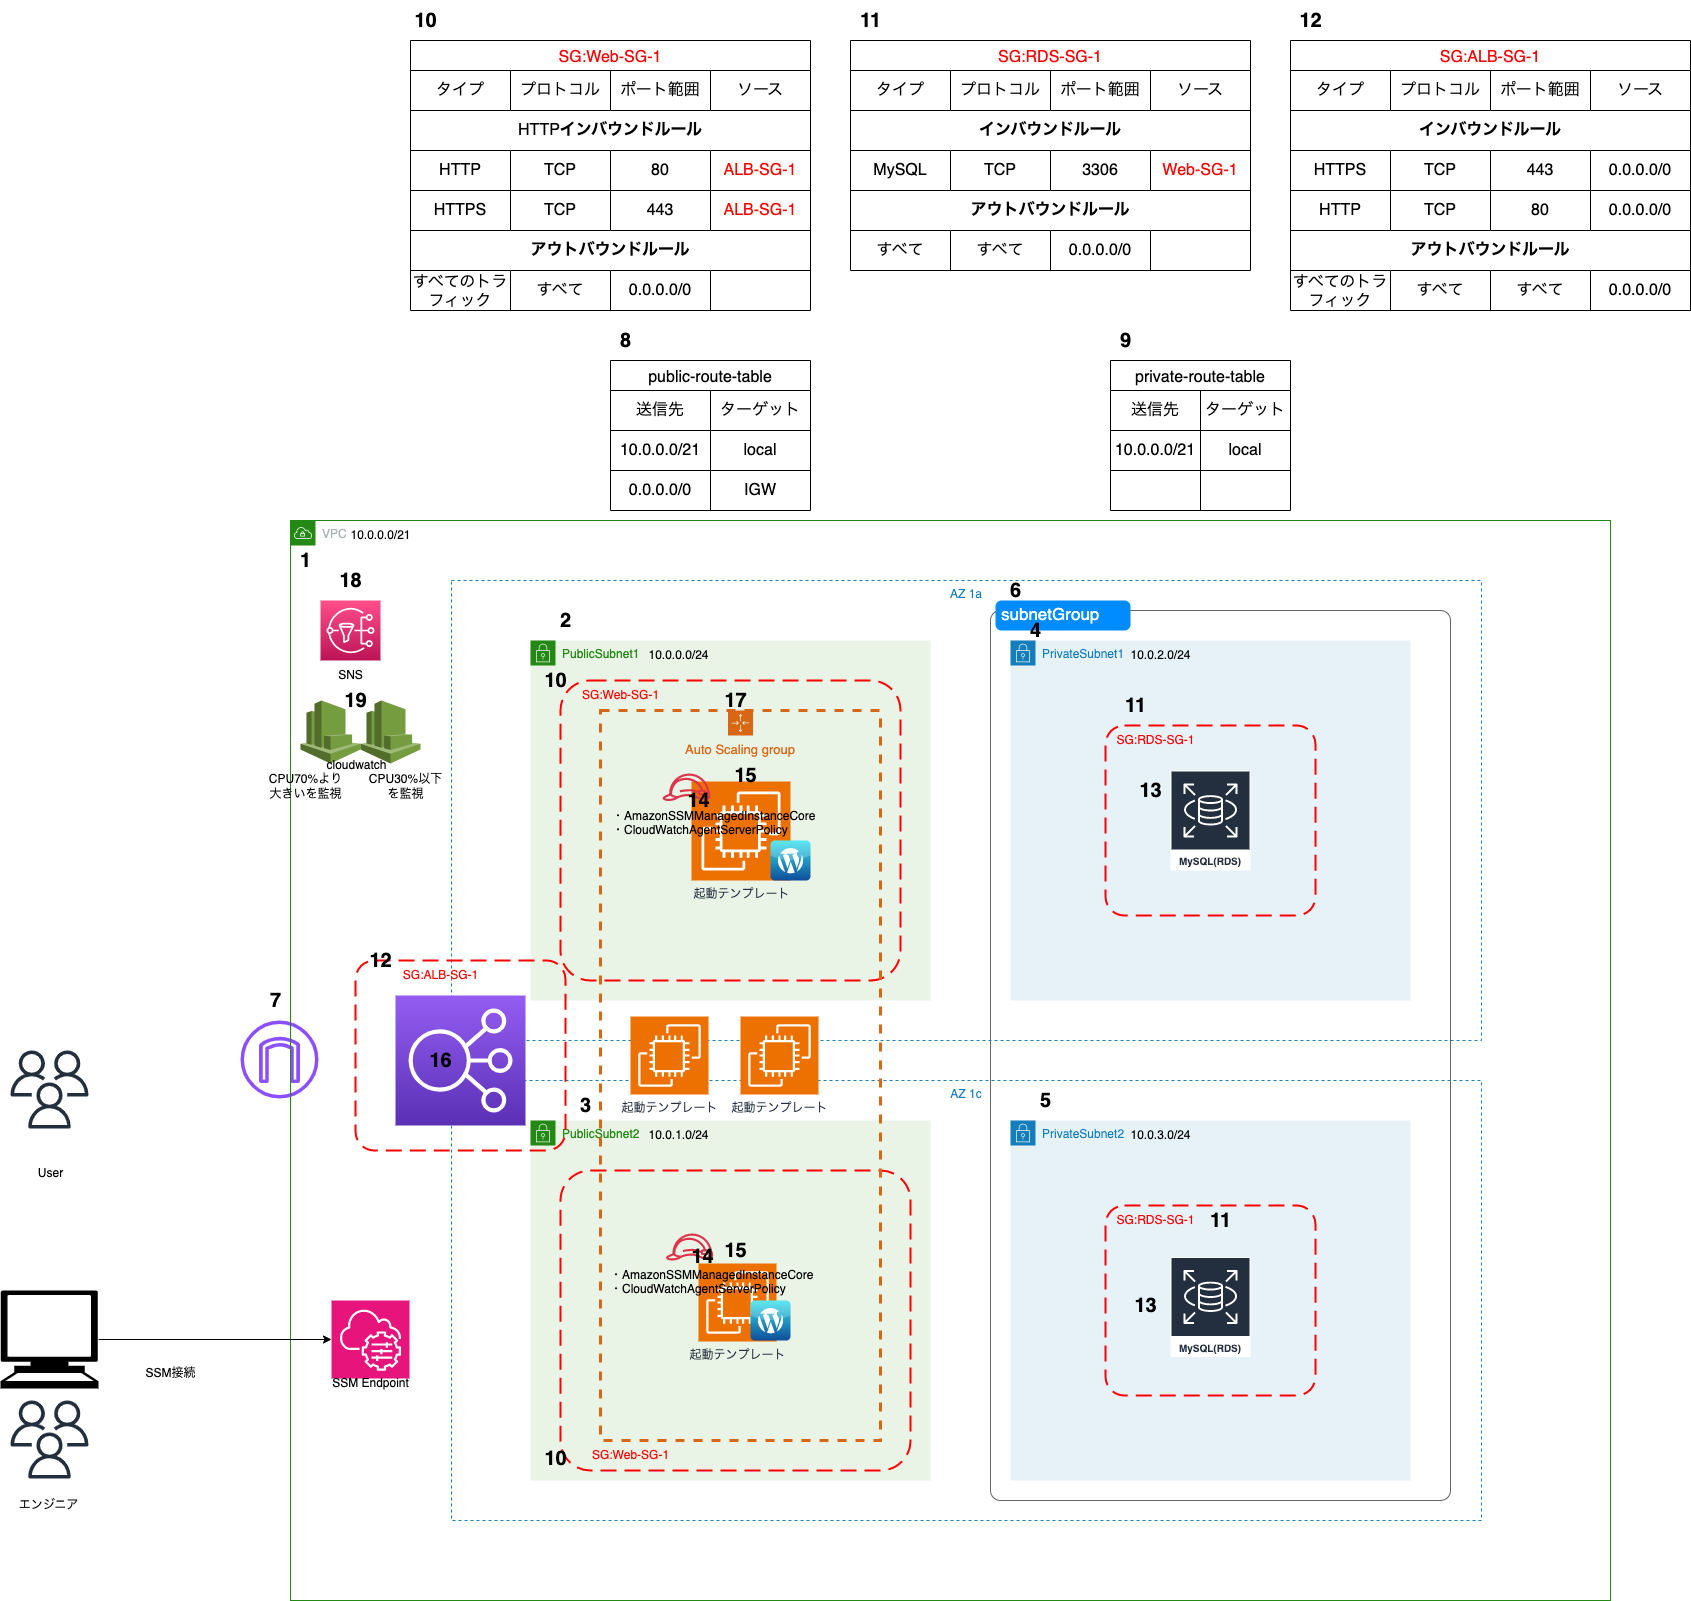 10
SG:Web-SG-1
タイプ プロトコル ポート範囲 ソース
HTTPインバウンドルール
HTTP TCP 80 ALB-SG-1
HTTPS TCP 443 ALB-SG-1
アウトバウンドルール
すべてのトラ
フィック すべて 0.0.0.0/0
11
SG:RDS-SG-1
タイプ プロトコル ポート範囲 ソース
インバウンドルール
MySQL TCP 3306 Web-SG-1
アウトバウンドルール
すべて すべて 0.0.0.0/0
12
SG:ALB-SG-1
タイプ プロトコル ポート範囲 ソース
インバウンドルール
HTTPS TCP 443 0.0.0.0/0
HTTP TCP 80 0.0.0.0/0
アウトバウンドルール
すべてのトラ
フィック すべて すべて 0.0.0.0/0
8
public-route-table
送信先 ターゲット
10.0.0.0/21 local
0.0.0.0/0 IGW
9
private-route-table
送信先 ターゲット
10.0.0.0/21 local
VPC 10.0.0.0/21
1
18
SNS
19
cloudwatch
CPU70%より
大きいを監視
CPU30%以下
を監視
AZ 1a
2
PublicSubnet1 10.0.0.0/24
10
SG:Web-SG-1
17
Auto Scaling group
15
14
・AmazonSSMManagedInstanceCore
・CloudWatchAgentServerPolicy
起動テンプレート
6
subnetGroup
4
PrivateSubnet1 10.0.2.0/24
11
SG:RDS-SG-1
13
MySQL(RDS)
12
SG:ALB-SG-1
16
7
User
起動テンプレート 起動テンプレート
AZ 1c
3
PublicSubnet2 10.0.1.0/24
15
14
・AmazonSSMManagedInstanceCore
・CloudWatchAgentServerPolicy
起動テンプレート
10
SG:Web-SG-1
5
PrivateSubnet2 10.0.3.0/24
SG:RDS-SG-1 11
13
MySQL(RDS)
SSM接続
SSM Endpoint
エンジニア